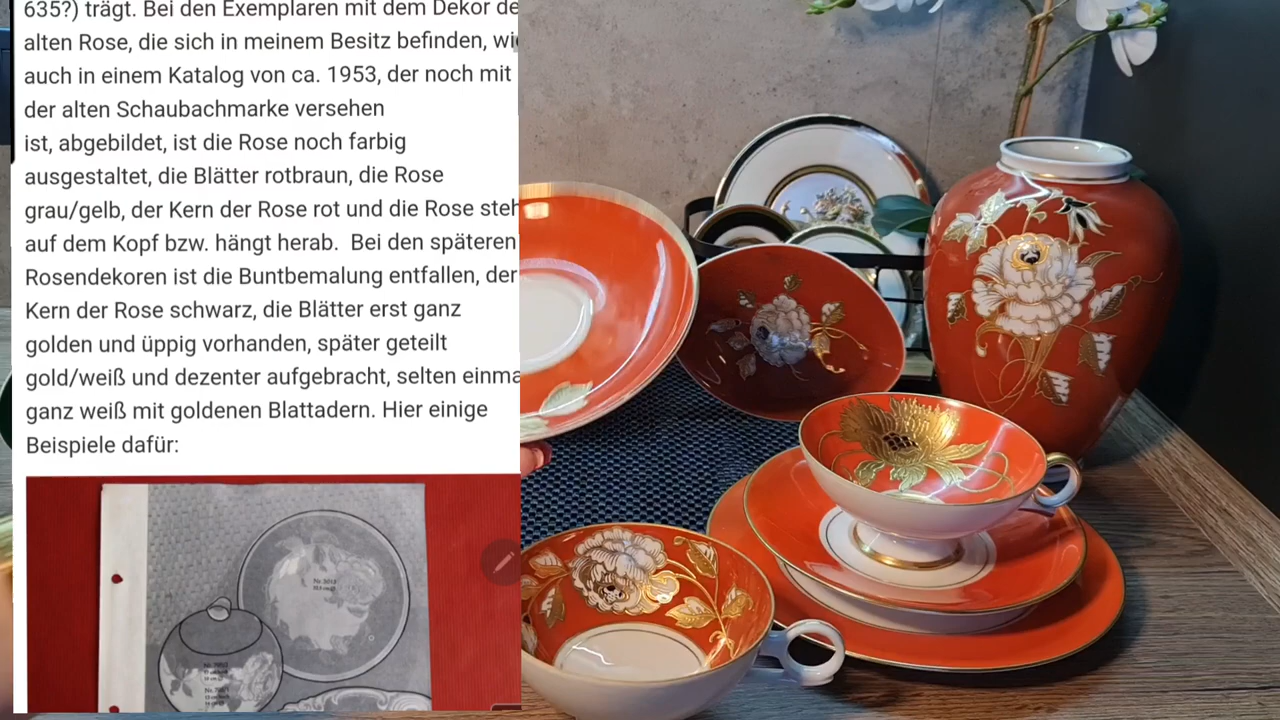 635?) trägt. Bei den Exemplaren mit dem Dekor de
alten Rose, die sich in meinem Besitz befinden, wi
auch in einem Katalog von ca. 1953, der noch mit
der alten Schaubachmarke versehen
ist, abgebildet, ist die Rose noch farbig
ausgestaltet, die Blätter rotbraun, die Rose
grau/gelb, der Kern der Rose rot und die Rose steh
auf dem Kopf bzw. hängt herab. Bei den späteren
Rosendekoren ist die Buntbemalung entfallen, der
Kern der Rose schwarz, die Blätter erst ganz
golden und üppig vorhanden, später geteilt
gold/weiß und dezenter aufgebracht, selten einma
ganz weiß mit goldenen Blattadern. Hier einige
Beispiele dafür: